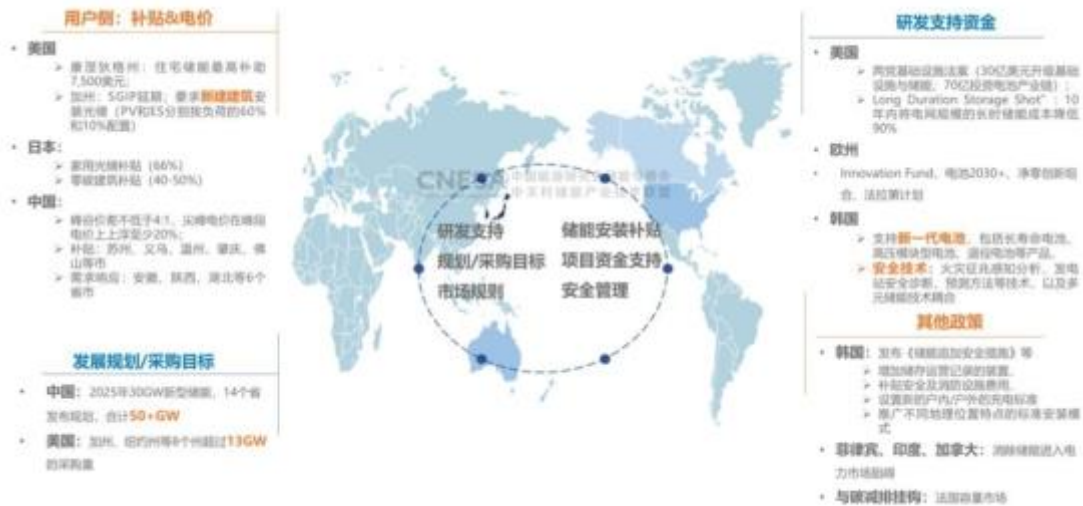 用户侧：补贴&电价
• 美国
➢ 康涅狄格州：住宅储能最高补助
7,500美元；
➢ 加州：SGIP延期，要求新建建筑安
装光储（PV和ES分别按负荷的60%
和10%配置）
• 日本：
➢ 家用光储补贴（66%）
➢ 零碳建筑补贴（40-50%）
• 中国：
➢ 峰谷价差不低于4:1，尖峰电价在峰段
电价上上浮至少20%；
➢ 补贴：苏州、义乌、温州、肇庆、佛
山等市
➢ 需求响应：安徽、陕西、湖北等6个
省市
发展规划/采购目标
• 中国：2025年30GW新型储能，14个省
发布规划，合计50+GW
• 美国：加州、纽约州等8个州超过13GW
的采购量
CNESA
研发支持
储能安装补贴
规划/采购目标
项目资金支持
市场规则
安全管理
研发支持资金
• 美国
➢ 两党基础设施法案（30亿美元升级基础
设施与储能，70亿投资电池产业链）；
➢ Long Duration Storage Shot"：10
年内将电网规模的长时储能成本降低
90%
• 欧州
• Innovation Fund、电池2030+、净零创新组
合、法拉第计划
• 韩国
➢ 支持新一代电池，包括长寿命电池、
高压模块型电池、退役电池等产品。
➢ 安全技术：火灾征兆感知分析、发电
站安全诊断、预测方法等技术，以及多
元储能技术耦合
其他政策
• 韩国：发布《储能追加安全措施》等
➢ 增加储存运营记录的装置、
➢ 补贴安全及消防设施费用、
➢ 设置新的户内/户外的充电标准
➢ 推广不同地理位置特点的标准安装模
式
• 菲律宾、印度、加拿大：消除储能进入电
力市场阻碍
• 与碳减排挂钩：法国容量市场